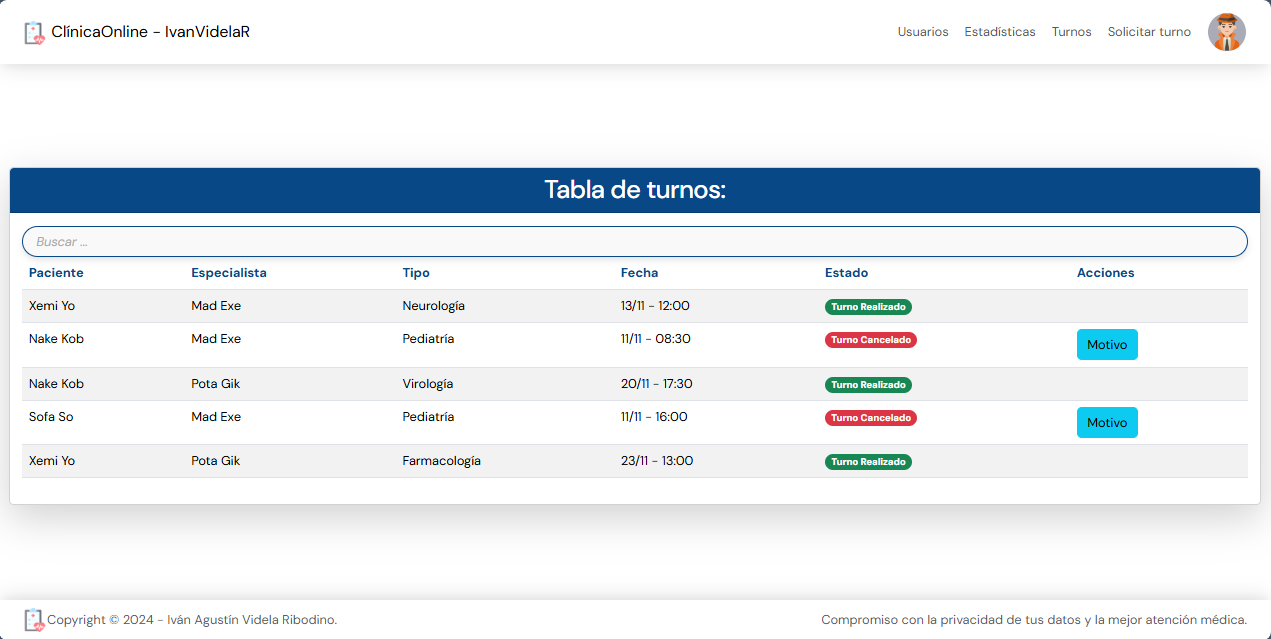 ClínicaOnline - IvanVidelaR Usuarios Estadísticas Turnos Solicitar turno
Tabla de turnos:
Buscar ...
Paciente Especialista Tipo Fecha Estado Acciones
Xemi Yo Mad Exe Neurología 13/11 - 12:00 Turno Realizado
Nake Kob Mad Exe Pediatría 11/11 - 08:30 Turno Cancelado Motivo
Nake Kob Pota Gik Virología 20/11 - 17:30 Turno Realizado
Sofa So Mad Exe Pediatría 11/11 - 16:00 Turno Cancelado Motivo
Xemi Yo Pota Gik Farmacología 23/11 - 13:00 Turno Realizado
Copyright © 2024 - Iván Agustín Videla Ribodino. Compromiso con la privacidad de tus datos y la mejor atención médica.